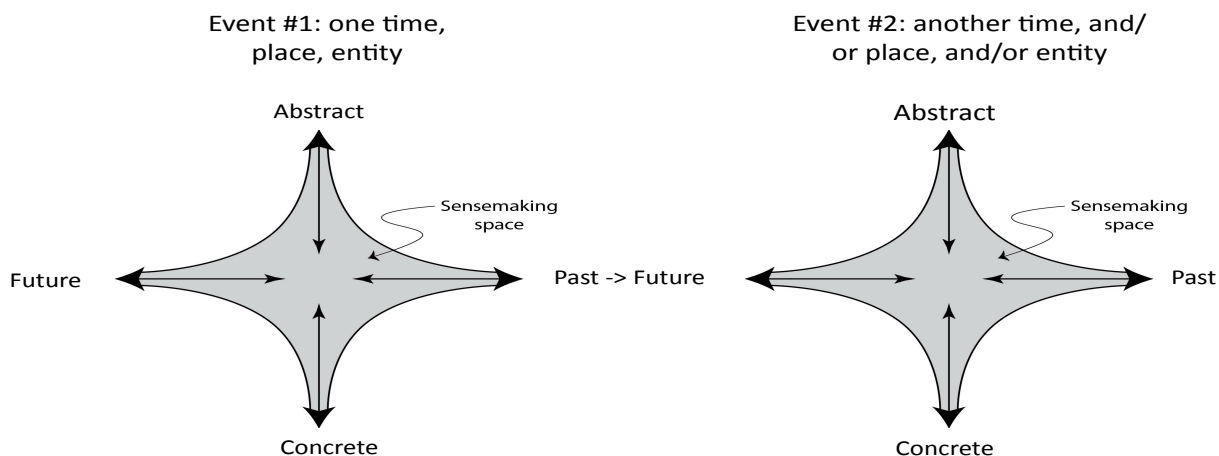 Event #1: one time,
place, entity
Abstract
Sensemaking
space
Future
Concrete
Event #2: another time, and/
or place, and/or entity
Abstract
Sensemaking
space
Past -> Future
Past
Concrete